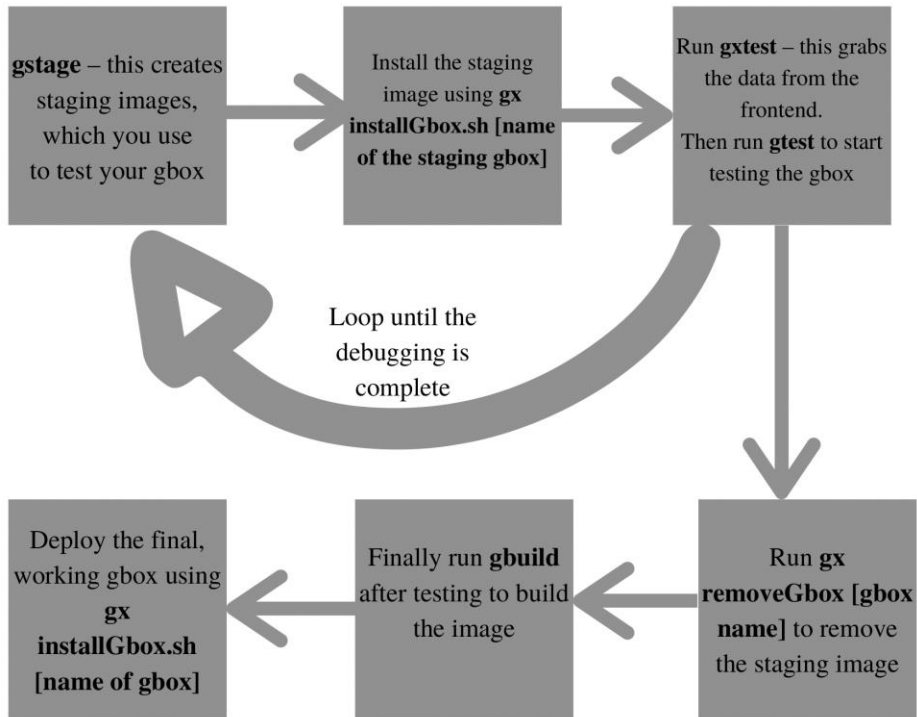 gstage – this creates
staging images,
which you use
to test your gbox
Install the staging
image using gx
installGbox.sh [name
of the staging gbox]
Run gxtest – this grabs
the data from the
frontend.
Then run gtest to start
testing the gbox
Loop until the
debugging is
complete
Run gx
removeGbox [gbox
name] to remove
the staging image
Finally run gbuild
after testing to build
the image
Deploy the final,
working gbox using
gx
installGbox.sh
[name of gbox]